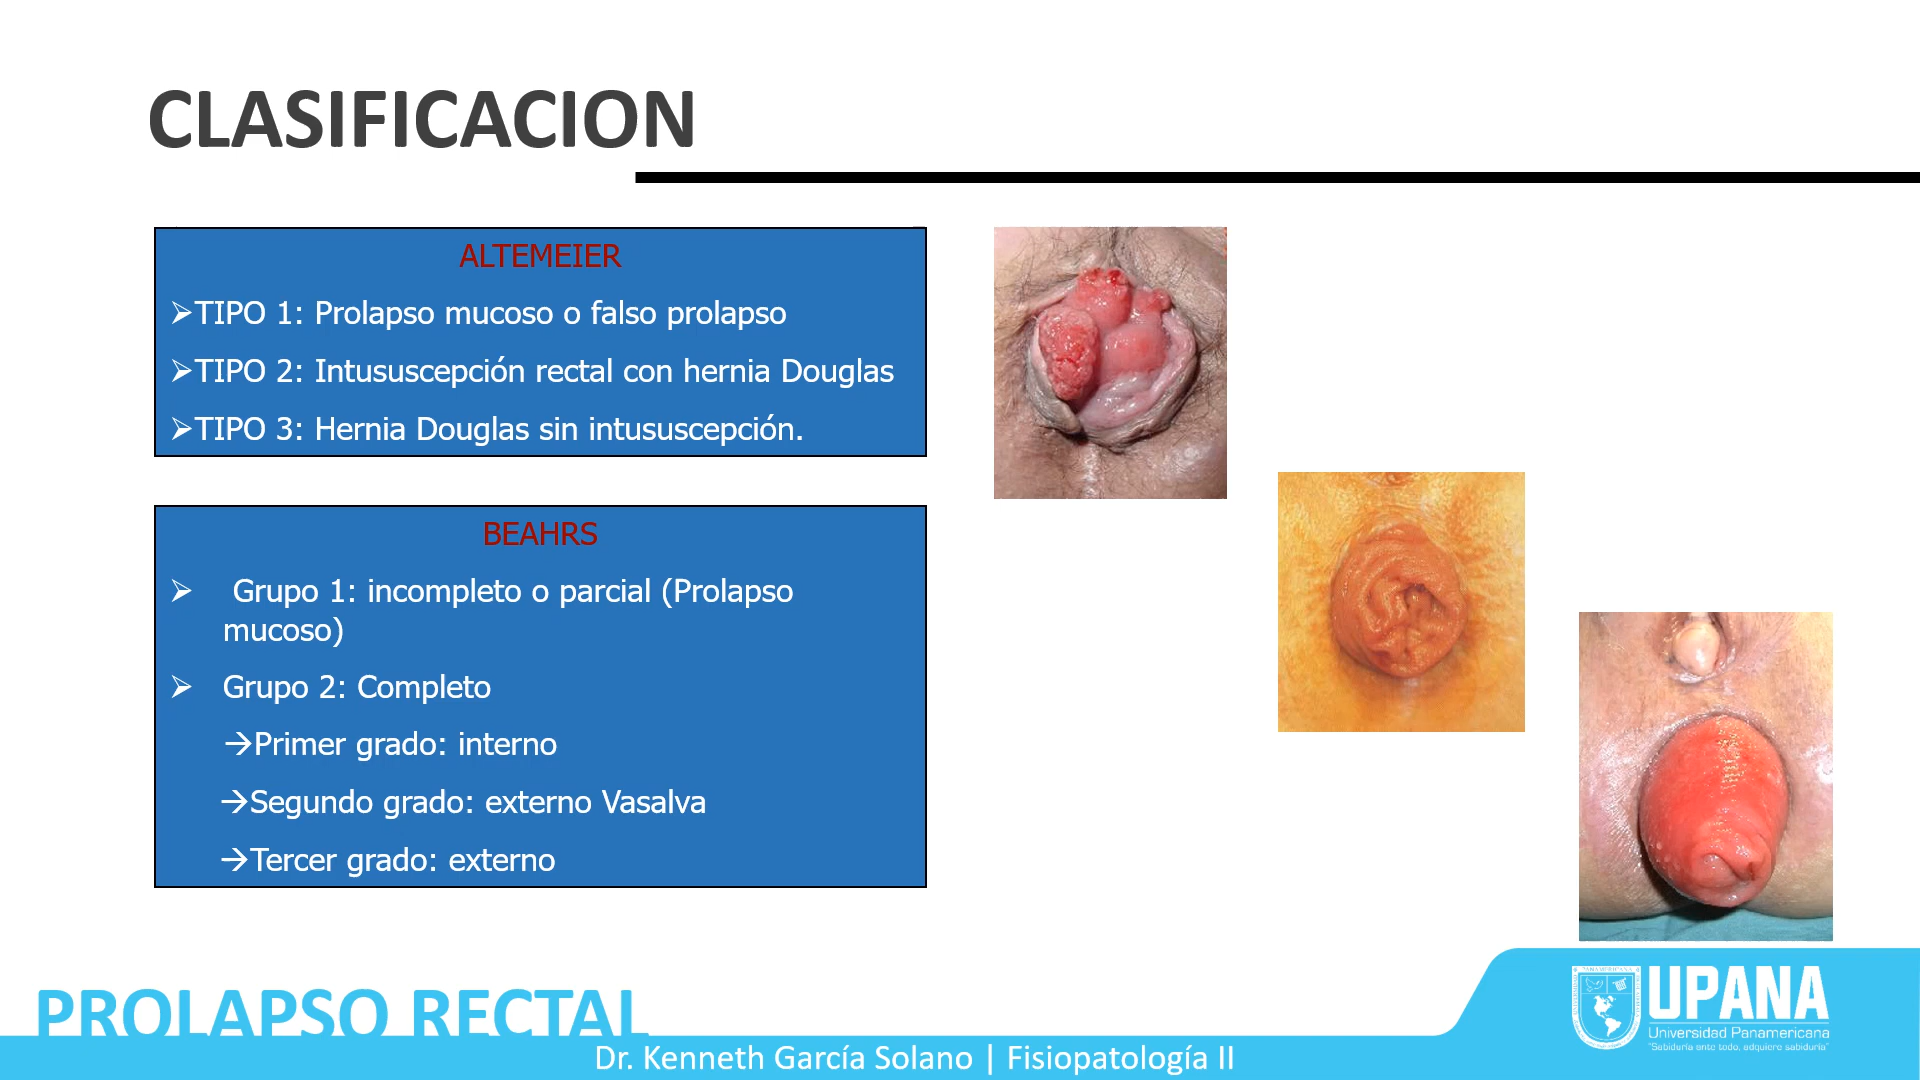 CLASIFICACION
ALTEMEIER
➢TIPO 1: Prolapso mucoso o falso prolapso
➢TIPO 2: Intususcepción rectal con hernia Douglas
➢TIPO 3: Hernia Douglas sin intususcepción.
BEAHRS
➢ Grupo 1: incompleto o parcial (Prolapso
mucoso)
➢ Grupo 2: Completo
→Primer grado: interno
→Segundo grado: externo Vasalva
→Tercer grado: externo
PROLAPSO RECTAL
Dr. Kenneth García Solano | Fisiopatología II
UPANA
Universidad Panamericana
"Sabiduría ante todo, adquiere sabiduría"